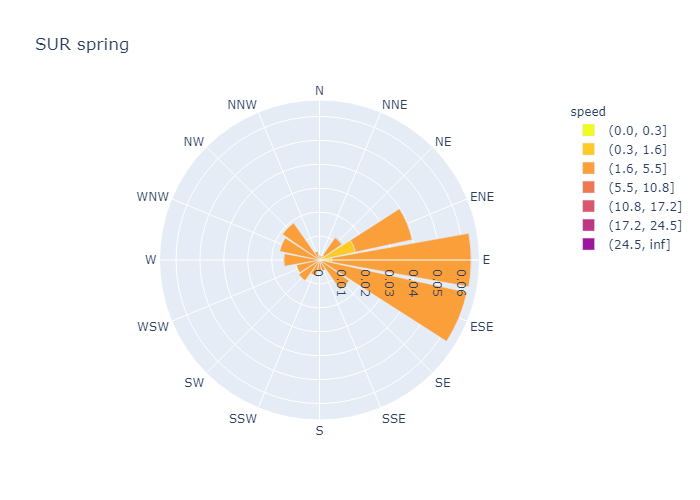 SUR spring
N
NNE
NE
ENE
E
ESE
SE
SSE
S
SSW
SW
WSW
W
WNW
NW
NNW
0
0.01
0.02
0.03
0.04
0.05
0.06
speed
(0.0, 0.3]
(0.3, 1.6]
(1.6, 5.5]
(5.5, 10.8]
(10.8, 17.2]
(17.2, 24.5]
(24.5, inf]